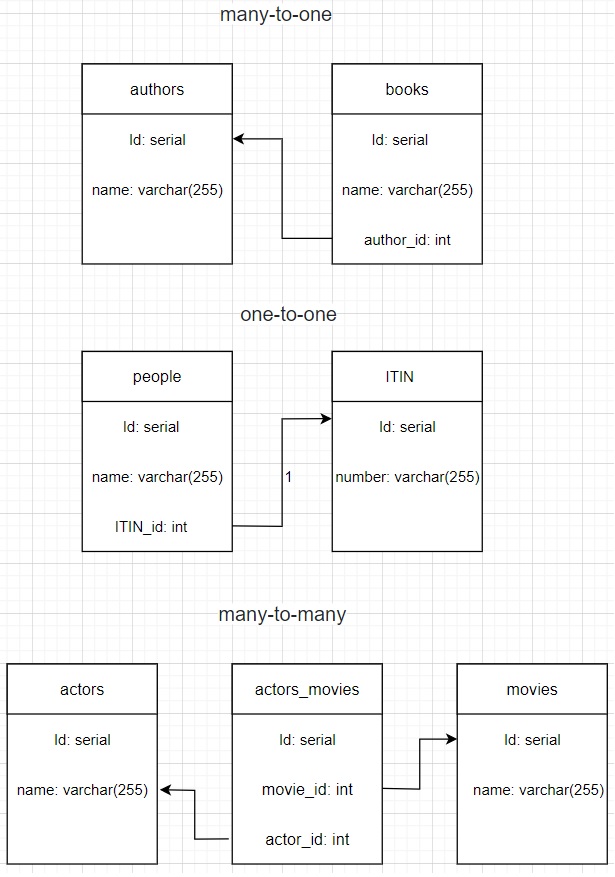 many-to-one
authors
Id: serial
name: varchar(255)
books
Id: serial
name: varchar(255)
author_id: int
one-to-one
people
Id: serial
name: varchar(255)
ITIN_id: int
1
ITIN
Id: serial
number: varchar(255)
many-to-many
actors
Id: serial
name: varchar(255)
actors_movies
Id: serial
movie_id: int
actor_id: int
movies
Id: serial
name: varchar(255)